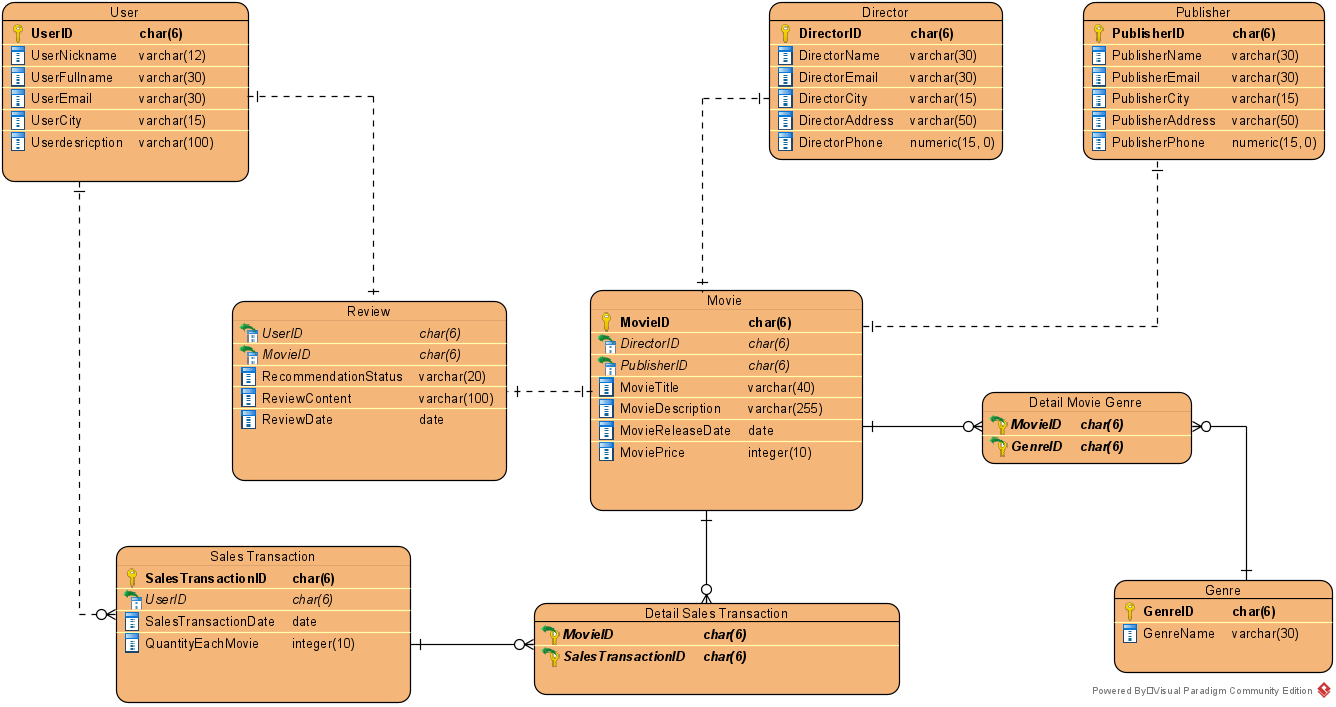 User
UserID char(6)
UserNickname varchar(12)
UserFullname varchar(30)
UserEmail varchar(30)
UserCity varchar(15)
Userdesricption varchar(100)
Director
DirectorID char(6)
DirectorName varchar(30)
DirectorEmail varchar(30)
DirectorCity varchar(15)
DirectorAddress varchar(50)
DirectorPhone numeric(15, 0)
Publisher
PublisherID char(6)
PublisherName varchar(30)
PublisherEmail varchar(30)
PublisherCity varchar(15)
PublisherAddress varchar(50)
PublisherPhone numeric(15, 0)
Review
UserID char(6)
MovieID char(6)
RecommendationStatus varchar(20)
ReviewContent varchar(100)
ReviewDate date
Movie
MovieID char(6)
DirectorID char(6)
PublisherID char(6)
MovieTitle varchar(40)
MovieDescription varchar(255)
MovieReleaseDate date
MoviePrice integer(10)
Detail Movie Genre
MovieID char(6)
GenreID char(6)
Sales Transaction
SalesTransactionID char(6)
UserID char(6)
SalesTransactionDate date
QuantityEachMovie integer(10)
Detail Sales Transaction
MovieID char(6)
SalesTransactionID char(6)
Genre
GenreID char(6)
GenreName varchar(30)
Powered By□Visual Paradigm Community Edition